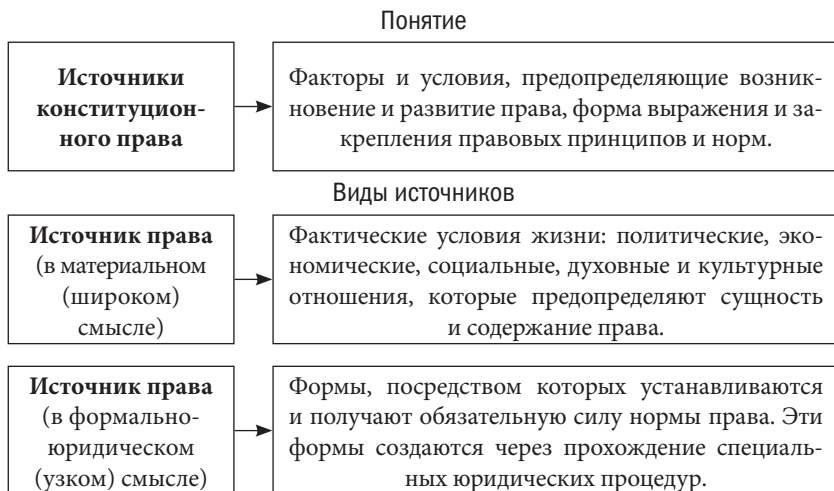 Понятие
Источники
конституцион-
ного права
Факторы и условия, предопределяющие возник-
новение и развитие права, форма выражения и за-
крепления правовых принципов и норм.
Виды источников
Источник права
(в материальном
(широком)
смысле)
Фактические условия жизни: политические, эко-
номические, социальные, духовные и культурные
отношения, которые предопределяют сущность
и содержание права.
Источник права
(в формально-
юридическом
(узком) смысле)
Формы, посредством которых устанавливаются
и получают обязательную силу нормы права. Эти
формы создаются через прохождение специаль-
ных юридических процедур.